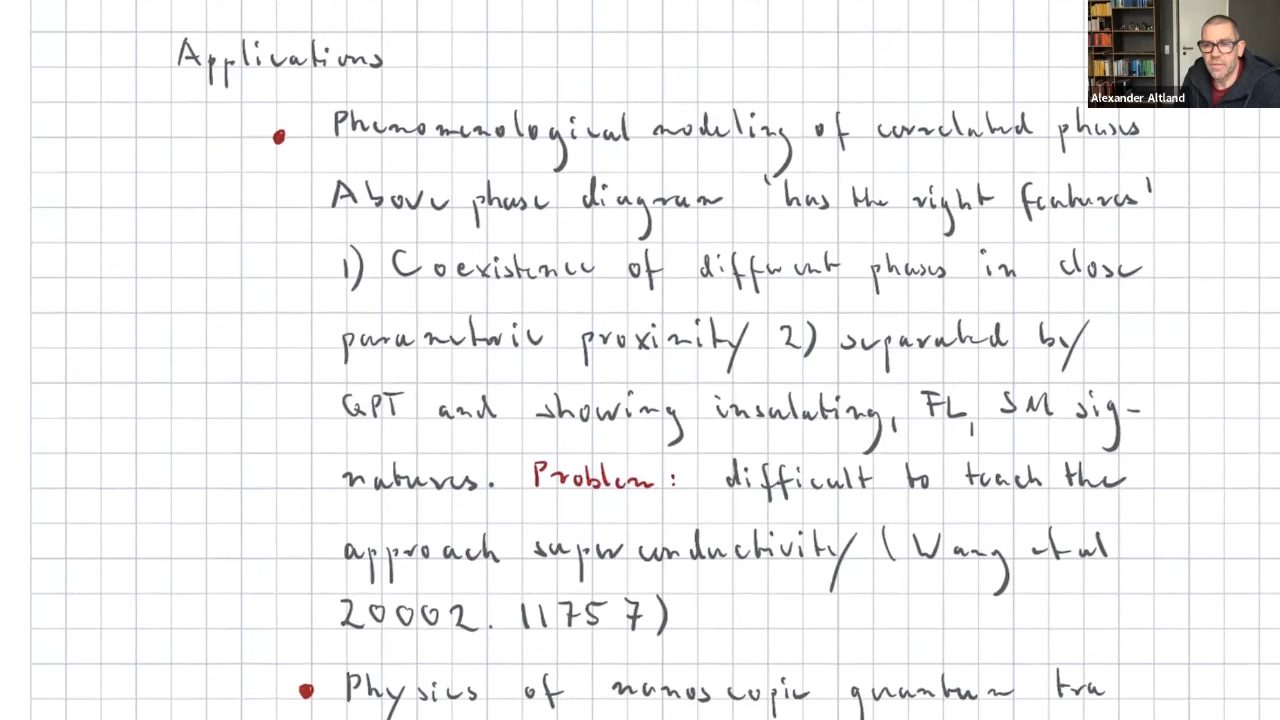 Applications
Alexander Altland
• Phenomenological modeling of correlated phases
Above phase diagram 'has the right features'
1) Coexistence of different phases in close
parametric proximity 2) separated by
QPT and showing insulating, FL, SM sig-
natures. Problem: difficult to teach the
approach superconductivity (Wang et al
20002.11757)
• Physics of nanoscopic quantum tra